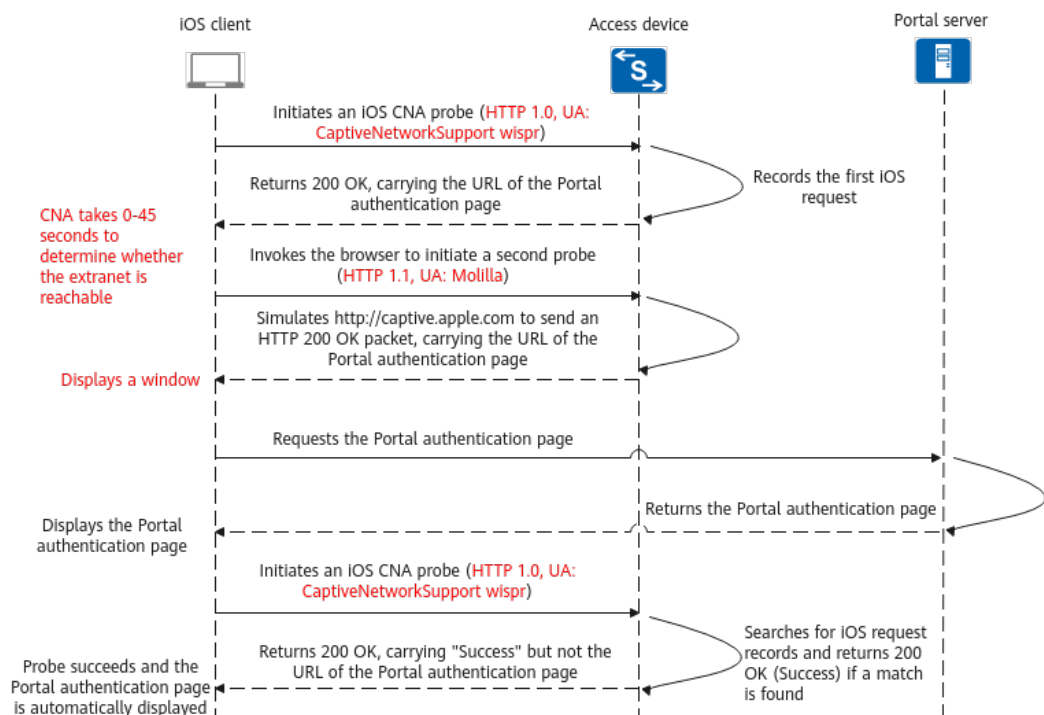 iOS client
Access device
Portal server
S
Initiates an iOS CNA probe (HTTP 1.0, UA:
CaptiveNetworkSupport wispr)
Records the first iOS
request
Returns 200 OK, carrying the URL of the Portal
authentication page
CNA takes 0-45
seconds to
determine whether
the extranet is
reachable
Invokes the browser to initiate a second probe
(HTTP 1.1, UA: Molilla)
Simulates http://captive.apple.com to send an
HTTP 200 OK packet, carrying the URL of the
Portal authentication page
Displays a window
Requests the Portal authentication page
Returns the Portal authentication page
Displays the Portal
authentication page
Initiates an iOS CNA probe (HTTP 1.0, UA:
CaptiveNetworkSupport wispr)
Searches for iOS request
records and returns 200
OK (Success) if a match
is found
Returns 200 OK, carrying "Success" but not the
URL of the Portal authentication page
Probe succeeds and the
Portal authentication page
is automatically displayed